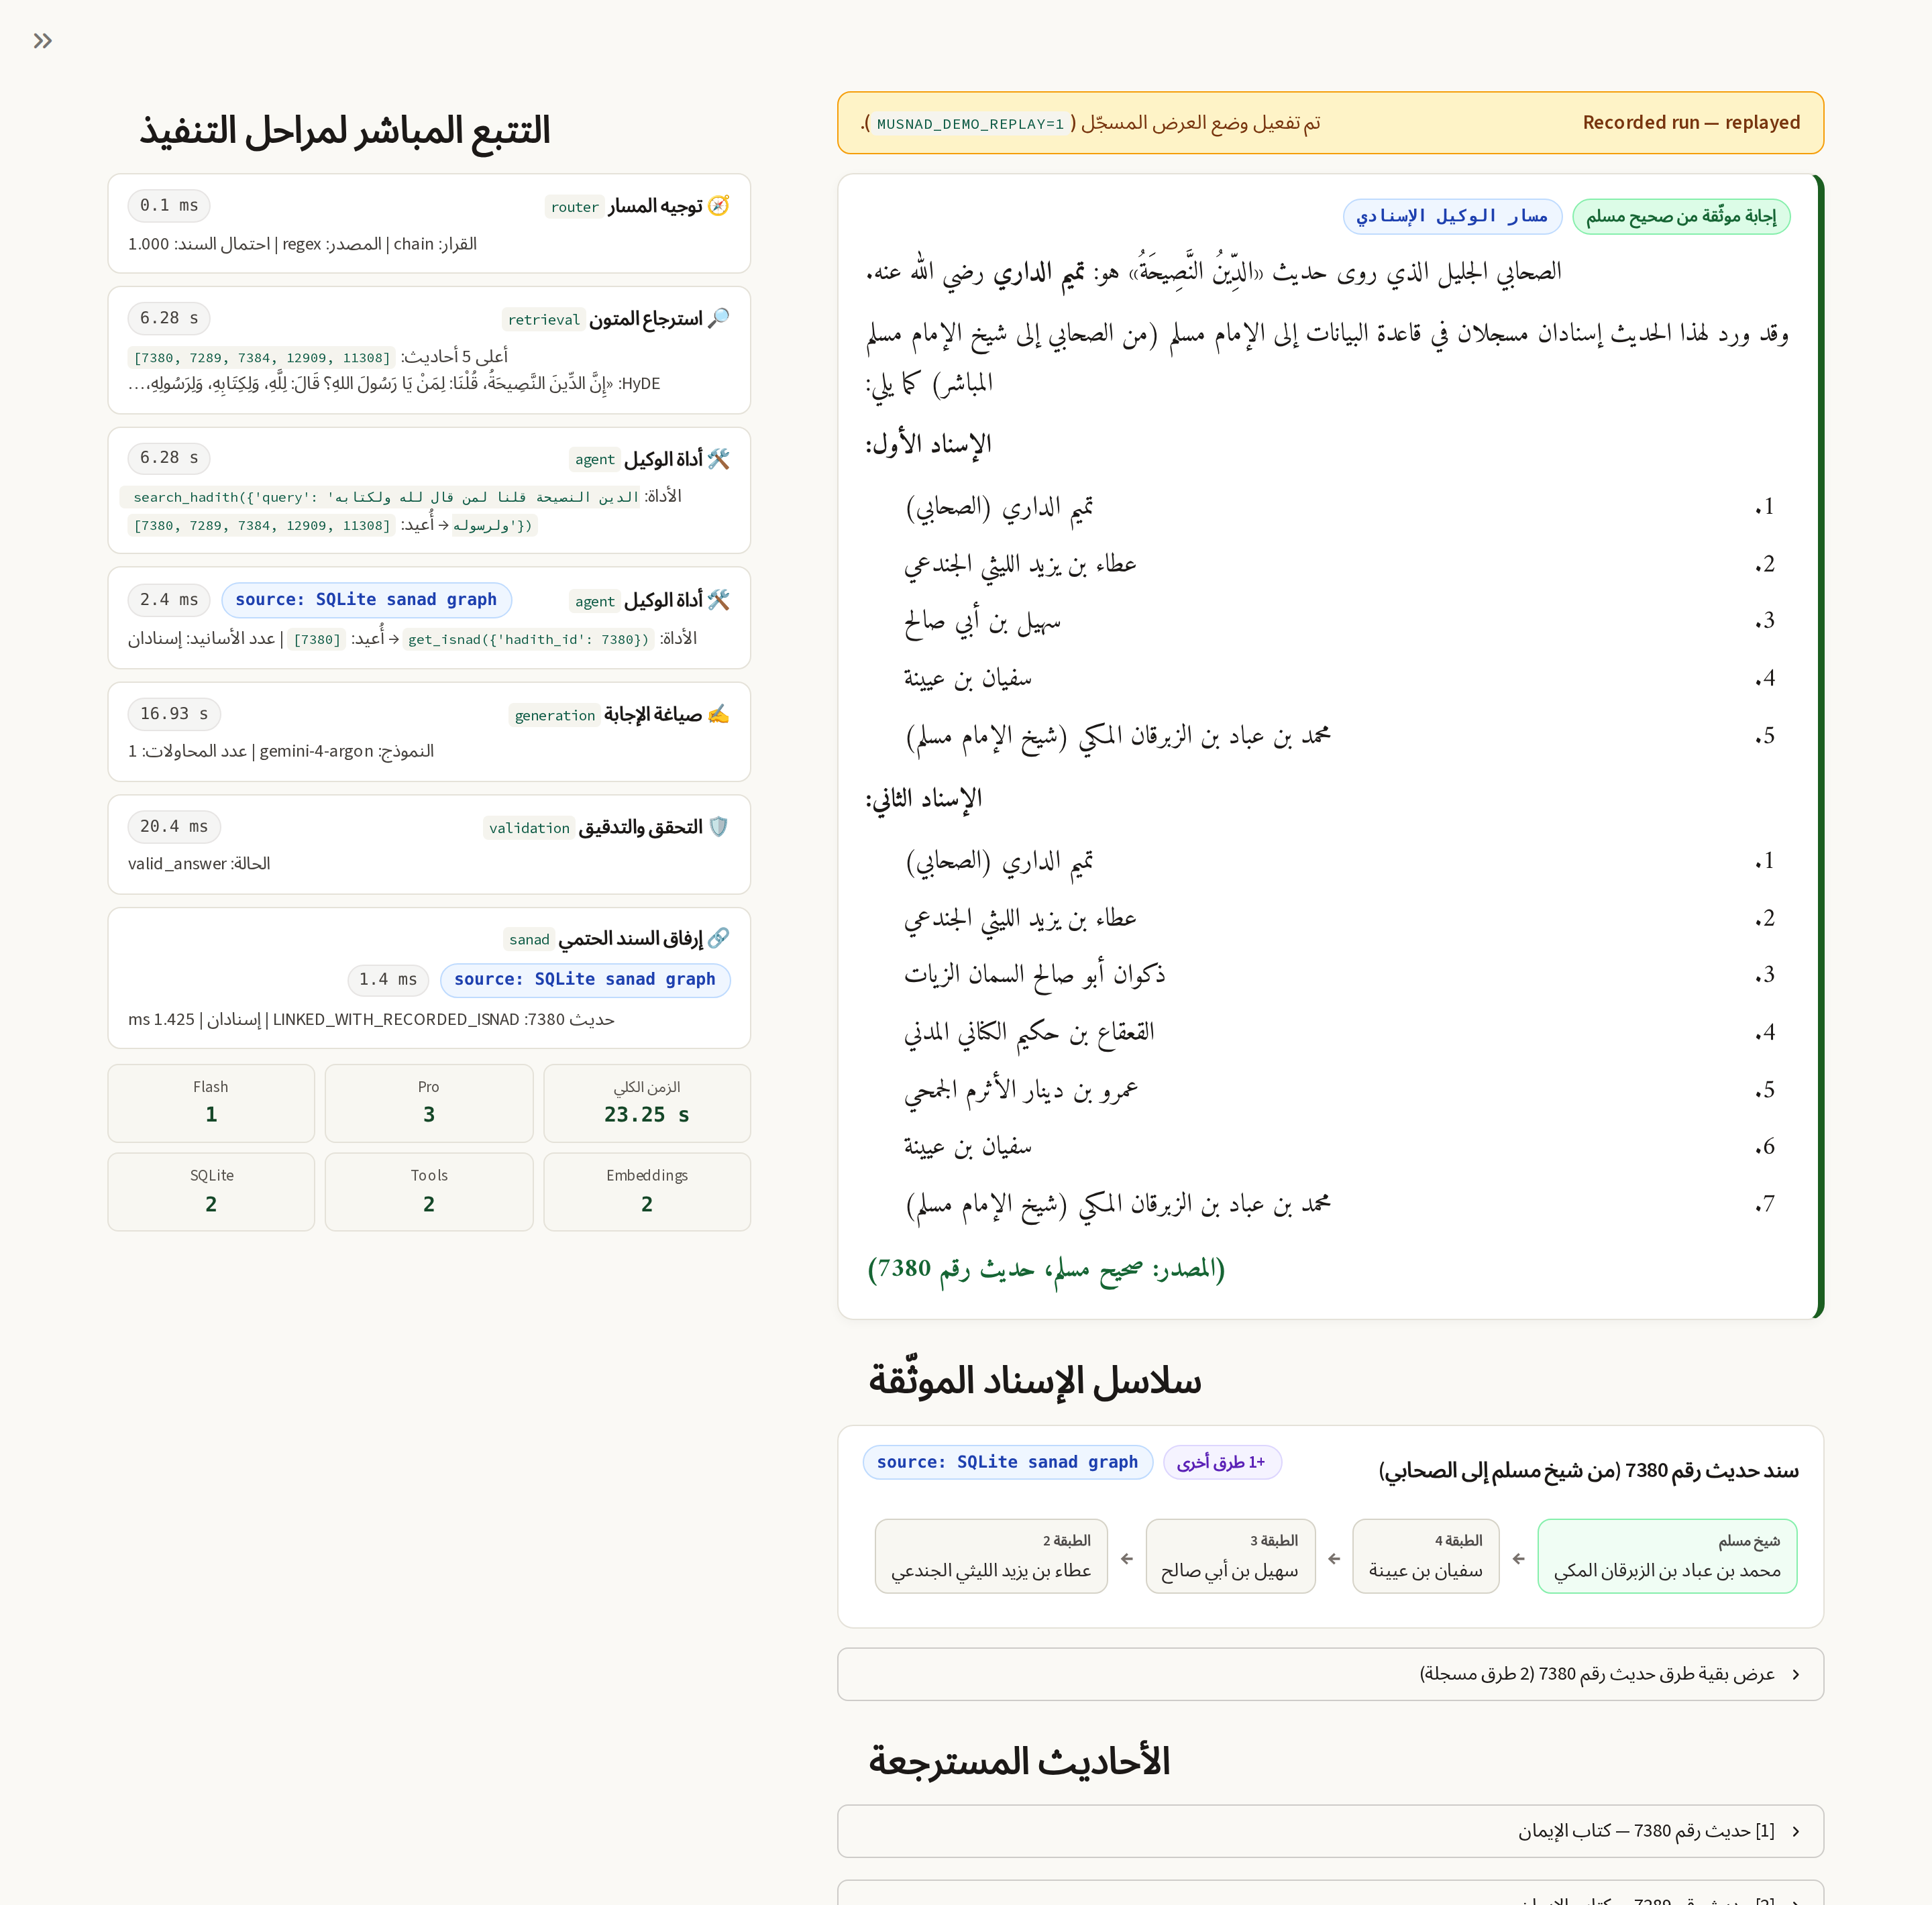 Recorded run — replayed
تم تفعيل وضع العرض المسجّل (MUSNAD_DEMO_REPLAY=1).
إجابة موثّقة من صحيح مسلم
مسار الوكيل الإسنادي
الصحابي الجليل الذي روى حديث «الدِّينُ النَّصِيحَةُ» هو: تميم الداري رضي الله عنه.
وقد ورد لهذا الحديث إسنادان مسجلان في قاعدة البيانات إلى الإمام مسلم (من الصحابي إلى شيخ الإمام مسلم
المباشر) كما يلي:
الإسناد الأول:
1. تميم الداري (الصحابي)
2. عطاء بن يزيد الليثي الجندعي
3. سهيل بن أبي صالح
4. سفيان بن عيينة
5. محمد بن عباد بن الزبرقان المكي (شيخ الإمام مسلم)
الإسناد الثاني:
1. تميم الداري (الصحابي)
2. عطاء بن يزيد الليثي الجندعي
3. ذكوان أبو صالح السمان الزيات
4. القعقاع بن حكيم الكناني المدني
5. عمرو بن دينار الأثرم الجمحي
6. سفيان بن عيينة
7. محمد بن عباد بن الزبرقان المكي (شيخ الإمام مسلم)
(المصدر: صحيح مسلم، حديث رقم 7380)
سلاسل الإسناد الموثّقة
سند حديث رقم 7380 (من شيخ مسلم إلى الصحابي)
+1 طرق أخرى
source: SQLite sanad graph
شيخ مسلم
محمد بن عباد بن الزبرقان المكي
←
الطبقة 4
سفيان بن عيينة
←
الطبقة 3
سهيل بن أبي صالح
←
الطبقة 2
عطاء بن يزيد الليثي الجندعي
عرض بقية طرق حديث رقم 7380 (2 طرق مسجلة)
الأحاديث المسترجعة
[1] حديث رقم 7380 — كتاب الإيمان
التتبع المباشر لمراحل التنفيذ
🧭 توجيه المسار router
0.1 ms
القرار: chain | المصدر: regex | احتمال السند: 1.000
🔎 استرجاع المتون retrieval
6.28 s
أعلى 5 أحاديث: [7380, 7289, 7384, 12909, 11308]
HyDE: «إِنَّ الدِّينَ النَّصِيحَةُ، قُلْنَا: لِمَنْ يَا رَسُولَ اللهِ؟ قَالَ: لِلَّهِ، وَلِكِتَابِهِ، وَلِرَسُولِهِ،…
🛠️ أداة الوكيل agent
6.28 s
الأداة: search_hadith({'query': 'الدين النصيحة قلنا لمن قال لله ولكتابه
ولرسوله'}) → أُعيد: [7380, 7289, 7384, 12909, 11308]
🛠️ أداة الوكيل agent
source: SQLite sanad graph
2.4 ms
الأداة: get_isnad({'hadith_id': 7380}) → أُعيد: [7380] | عدد الأسانيد: إسنادان
✍️ صياغة الإجابة generation
16.93 s
النموذج: gemini-4-argon | عدد المحاولات: 1
🛡️ التحقق والتدقيق validation
20.4 ms
الحالة: valid_answer
🔗 إرفاق السند الحتمي sanad
source: SQLite sanad graph
1.4 ms
حديث 7380: LINKED_WITH_RECORDED_ISNAD | إسنادان | 1.425 ms
الزمن الكلي
23.25 s
Pro
3
Flash
1
Embeddings
2
Tools
2
SQLite
2